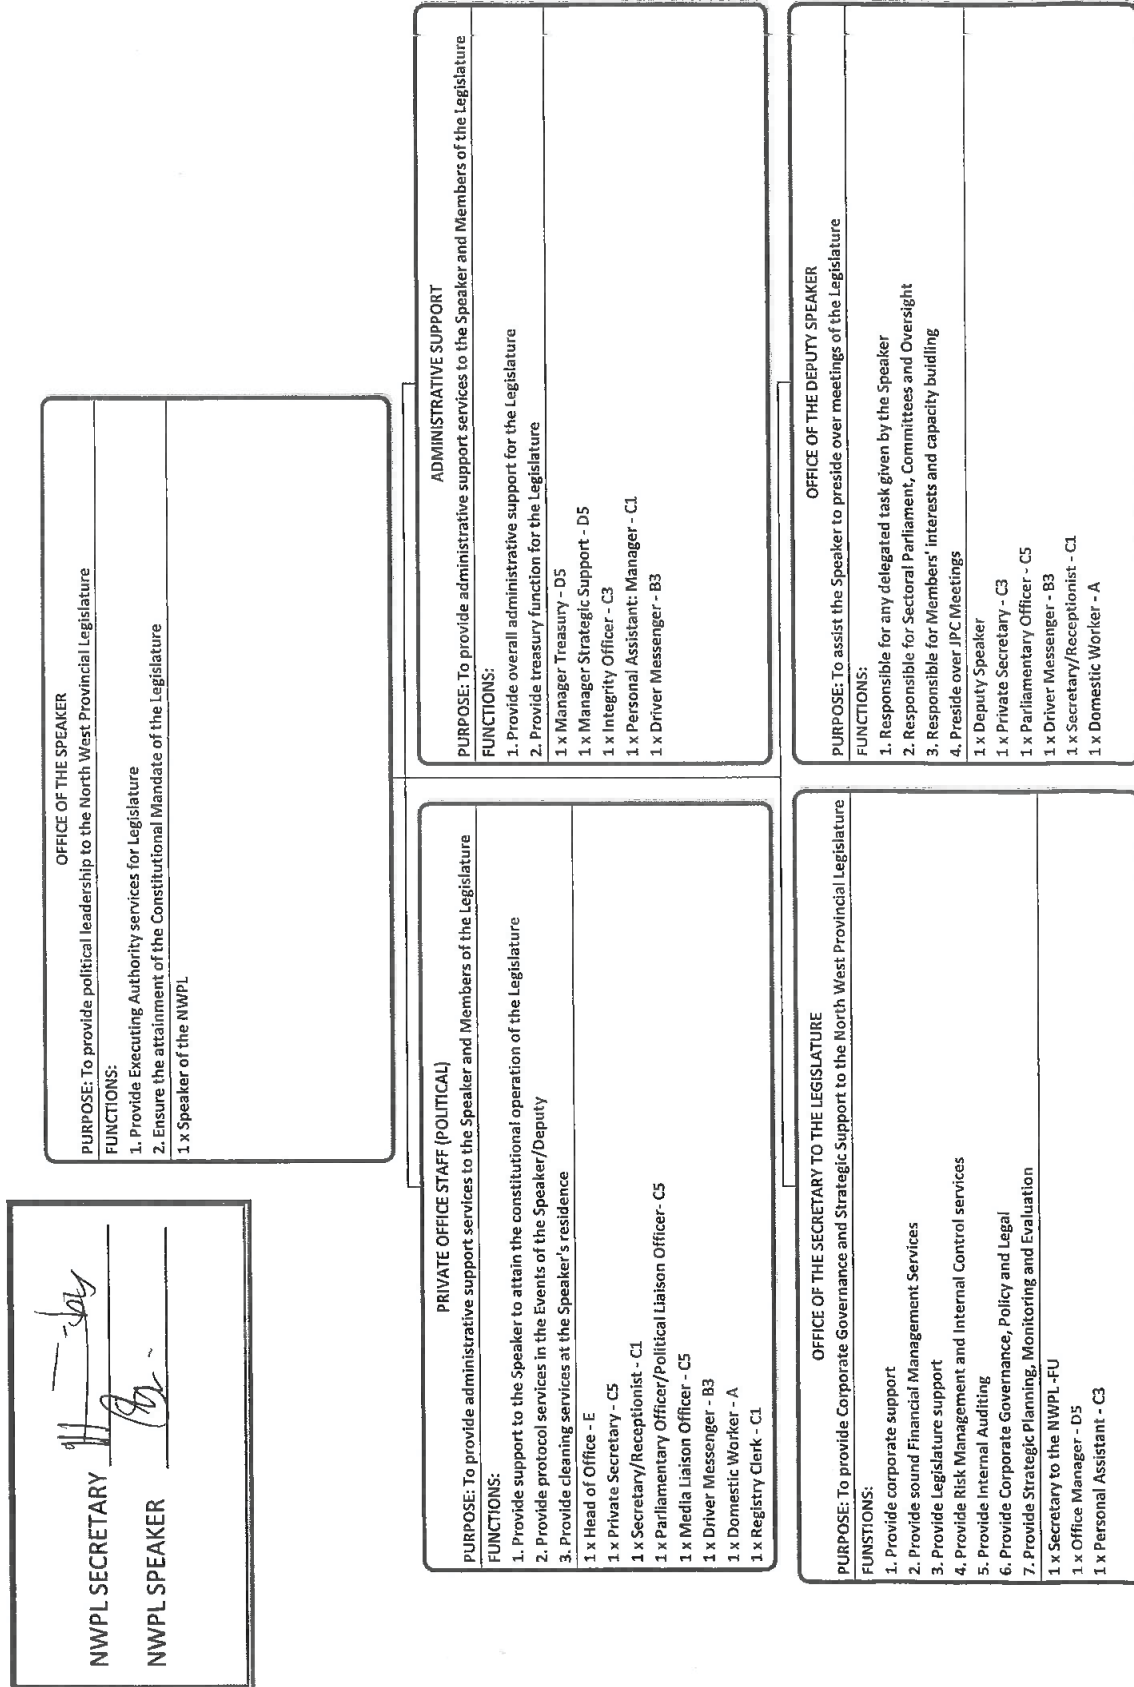 NWPL SECRETARY
NWPL SPEAKER
OFFICE OF THE SPEAKER
PURPOSE: To provide political leadership to the North West Provincial Legislature
FUNCTIONS:
1. Provide Executing Authority services for Legislature
2. Ensure the attainment of the Constitutional Mandate of the Legislature
1 x Speaker of the NWPL
PRIVATE OFFICE STAFF (POLITICAL)
PURPOSE: To provide administrative support services to the Speaker and Members of the Legislature
FUNCTIONS:
1. Provide support to the Speaker to attain the constitutional operation of the Legislature
2. Provide protocol services in the Events of the Speaker/Deputy
3. Provide cleaning services at the Speaker's residence
1 x Head of Office - E
1 x Private Secretary - C5
1 x Secretary/Receptionist - C1
1 x Parliamentary Officer/Political Liaison Officer- C5
1 x Media Liaison Officer - C5
1 x Driver Messenger - B3
1 x Domestic Worker - A
1 x Registry Clerk - C1
ADMINISTRATIVE SUPPORT
PURPOSE: To provide administrative support services to the Speaker and Members of the Legislature
FUNCTIONS:
1. Provide overall administrative support for the Legislature
2. Provide treasury function for the Legislature
1 x Manager Treasury - D5
1 x Manager Strategic Support - D5
1 x Integrity Officer - C3
1 x Personal Assistant: Manager - C1
1 x Driver Messenger - B3
OFFICE OF THE SECRETARY TO THE LEGISLATURE
PURPOSE: To provide Corporate Governance and Strategic Support to the North West Provincial Legislature
FUNSTIONS:
1. Provide corporate support
2. Provide sound Financial Management Services
3. Provide Legislature support
4. Provide Risk Management and Internal Control services
5. Provide Internal Auditing
6. Provide Corporate Governance, Policy and Legal
7. Provide Strategic Planning, Monitoring and Evaluation
1 x Secretary to the NWPL -FU
1 x Office Manager - D5
1 x Personal Assistant - C3
OFFICE OF THE DEPUTY SPEAKER
PURPOSE: To assist the Speaker to preside over meetings of the Legislature
FUNCTIONS:
1. Responsible for any delegated task given by the Speaker
2. Responsible for Sectoral Parliament, Committees and Oversight
3. Responsible for Members' interests and capacity buidling
4. Preside over JPC Meetings
1 x Deputy Speaker
1 x Private Secretary - C3
1 x Parliamentary Officer - C5
1 x Driver Messenger - B3
1 x Secretary/Receptionist - C1
1 x Domestic Worker - A